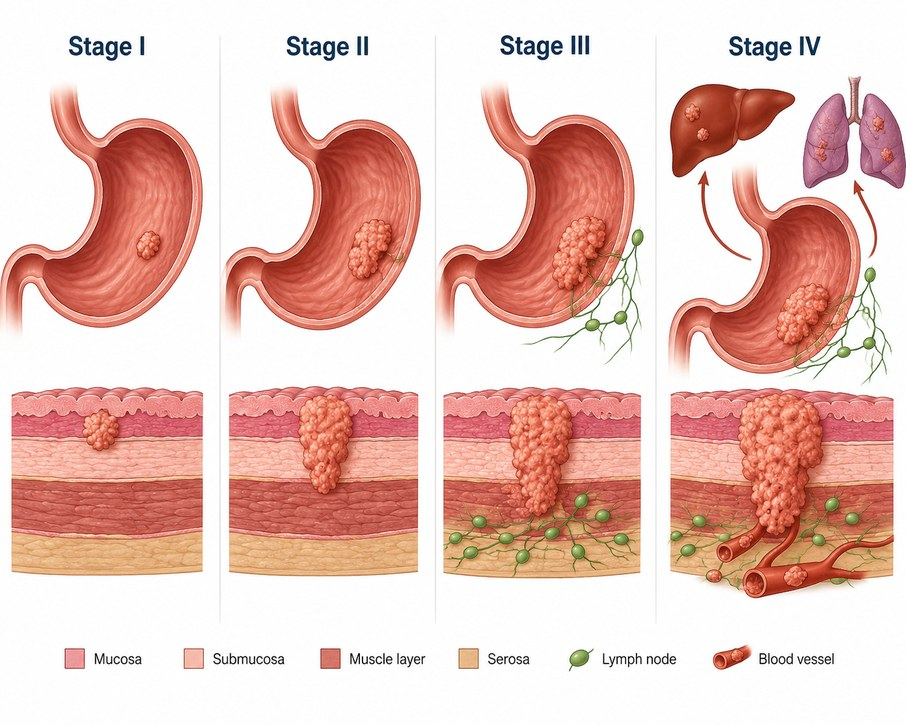 Stage I
Stage II
Stage III
Stage IV
Mucosa
Submucosa
Muscle layer
Serosa
Lymph node
Blood vessel